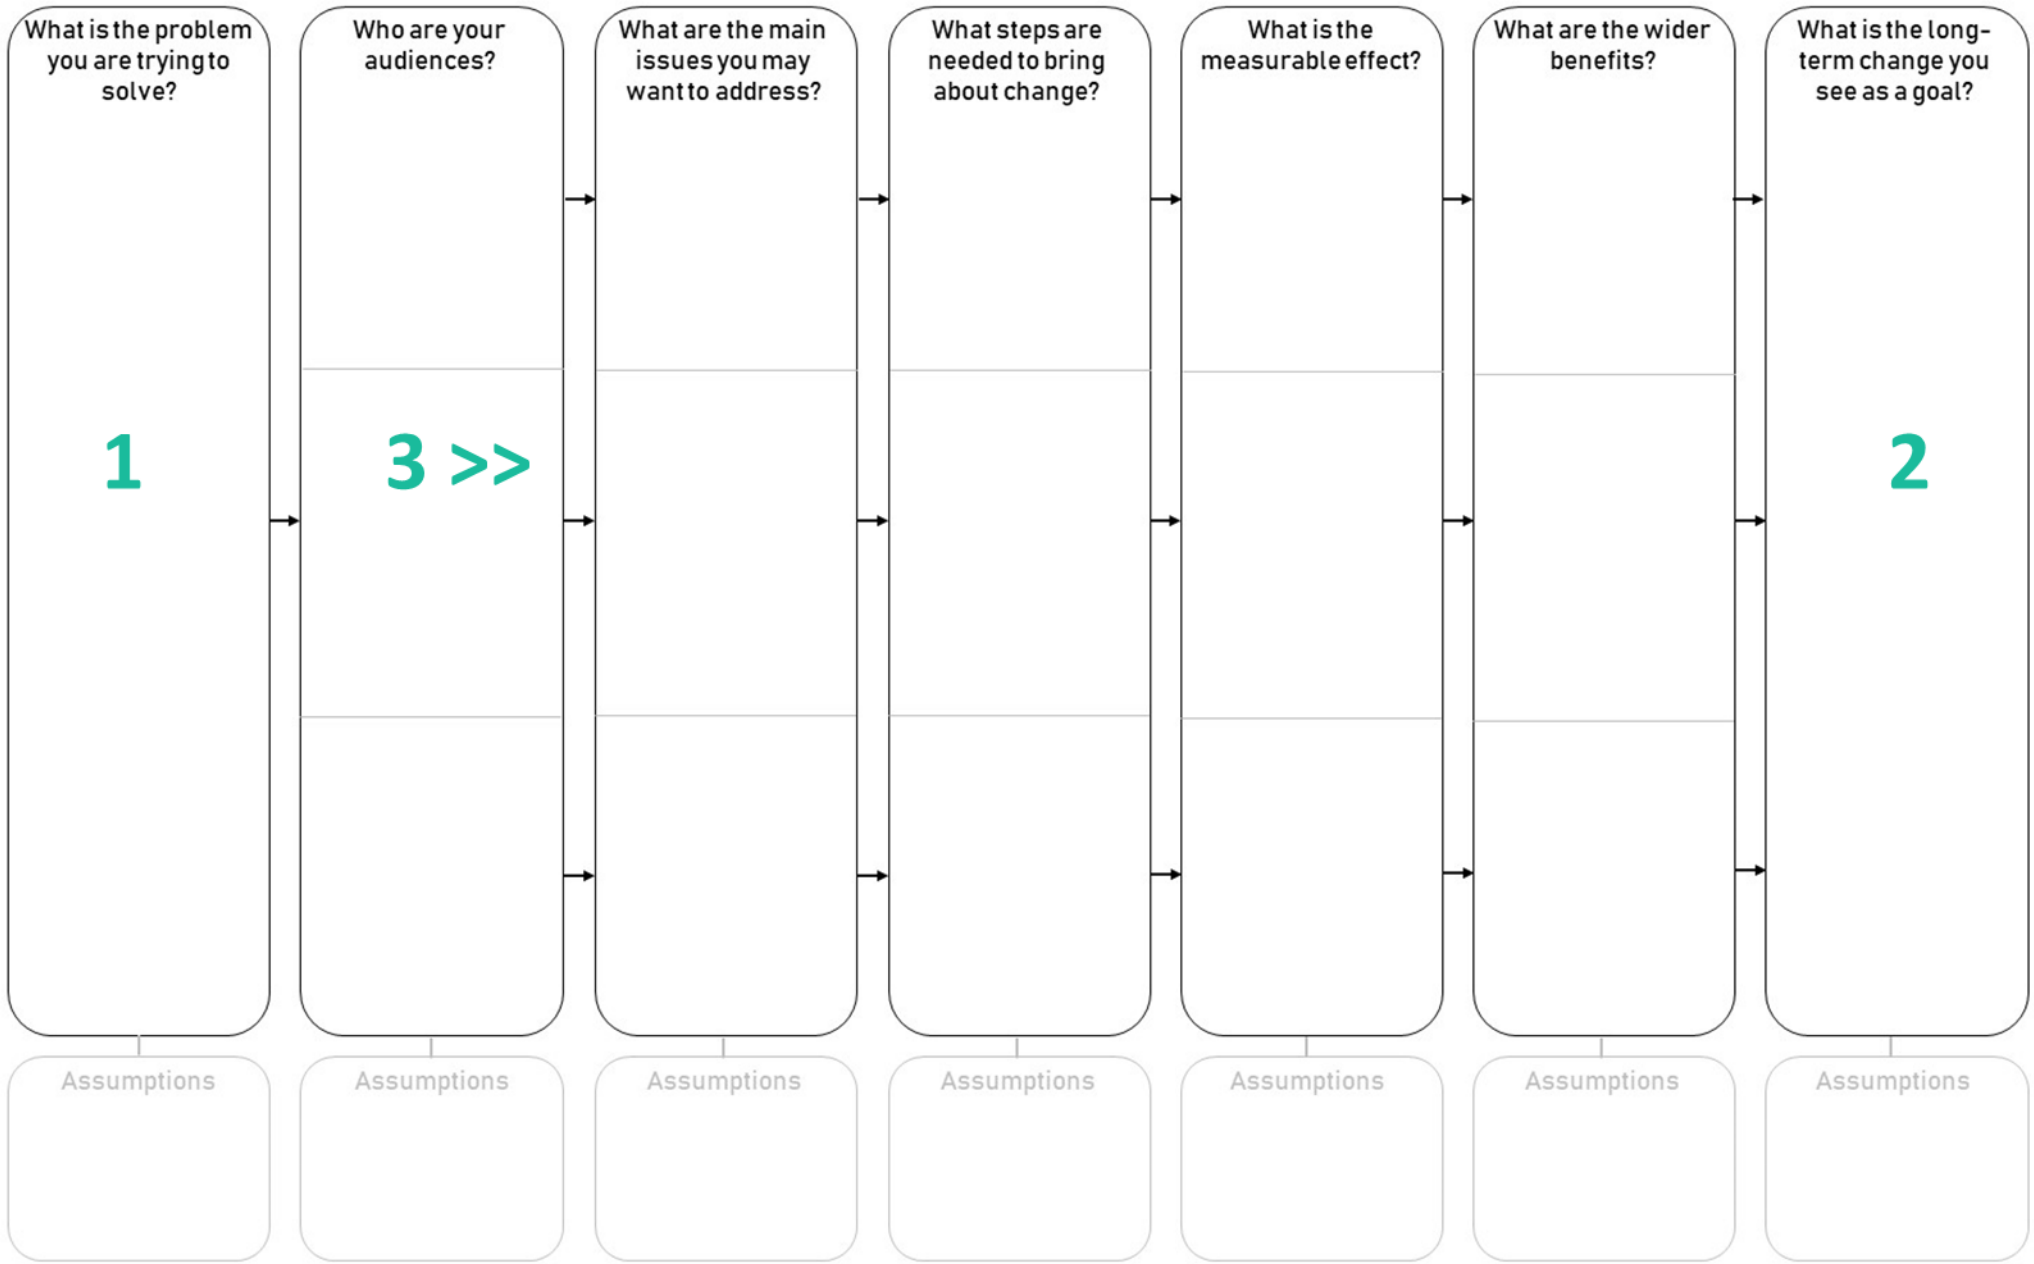 What is the problem
you are trying to
solve?
Who are your
audiences?
What are the main
issues you may
want to address?
What steps are
needed to bring
about change?
What is the
measurable effect?
What are the wider
benefits?
What is the long-
term change you
see as a goal?
1
3 >>
2
Assumptions
Assumptions
Assumptions
Assumptions
Assumptions
Assumptions
Assumptions